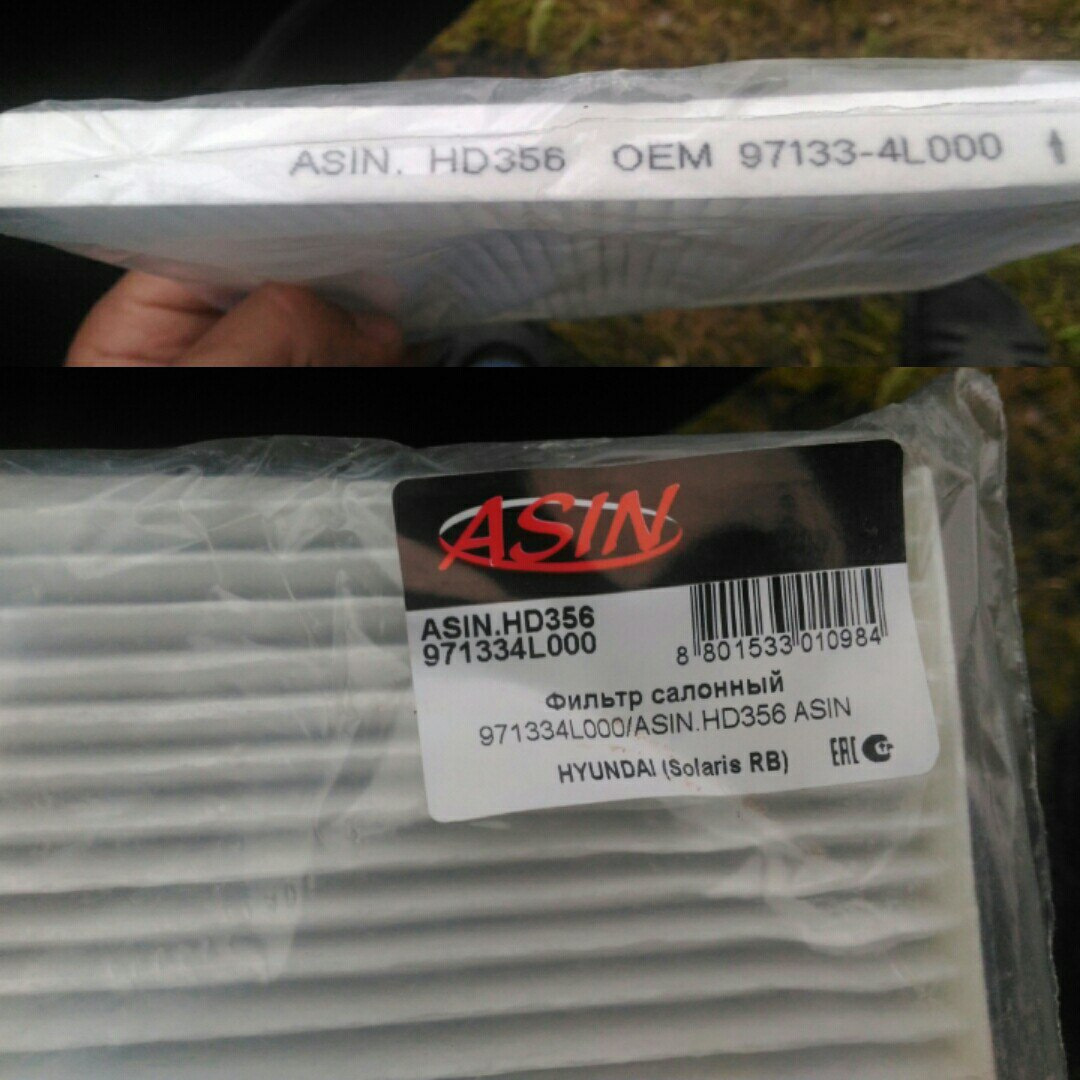 ASIN. HD356 OEM 97133-4L000 ↑
ASIN
ASIN.HD356
971334L000
8 801533 010984
Фильтр салонный
971334L000/ASIN.HD356 ASIN
HYUNDAI (Solaris RB)
EAC